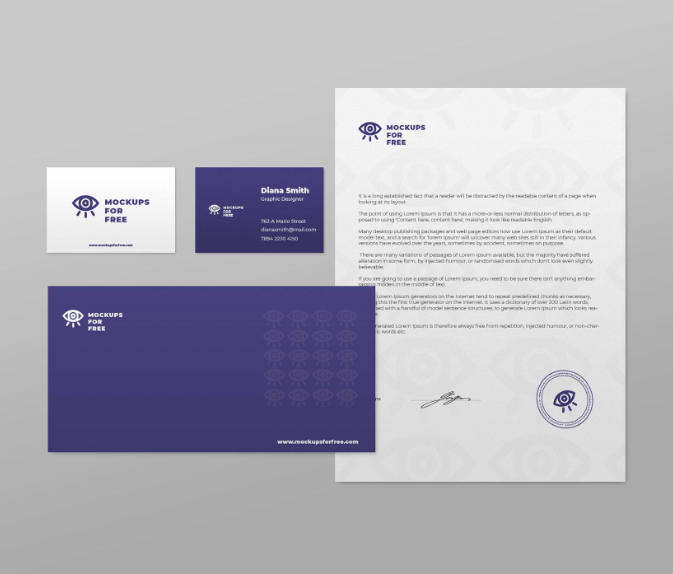 MOCKUPS
FOR
FREE
www.mockupsforfree.com
MOCKUPS
FOR
FREE
Diana Smith
Graphic Designer
762-A Mario Street
dianasmith@mail.com
7894 2230 4150
MOCKUPS
FOR
FREE
www.mockupsforfree.com
MOCKUPS
FOR
FREE
It is a long established fact that a reader will be distracted by the readable content of a page when
looking at its layout.
The point of using Lorem Ipsum is that it has a more-or-less normal distribution of letters, as op-
posed to using 'Content here, content here', making it look like readable English.
Many desktop publishing packages and web page editors now use Lorem Ipsum as their default
model text, and a search for 'lorem ipsum' will uncover many web sites still in their infancy. Various
versions have evolved over the years, sometimes by accident, sometimes on purpose.
There are many variations of passages of Lorem Ipsum available, but the majority have suffered
alteration in some form, by injected humour, or randomised words which don't look even slightly
believable.
If you are going to use a passage of Lorem Ipsum, you need to be sure there isn't anything embar-
rassing hidden in the middle of text.
Lorem Ipsum generators on the Internet tend to repeat predefined chunks as necessary,
this the first true generator on the Internet. It uses a dictionary of over 200 Latin words,
with a handful of model sentence structures, to generate Lorem Ipsum which looks rea-
Lorem Ipsum is therefore always free from repetition, injected humour, or non-char-
words etc.